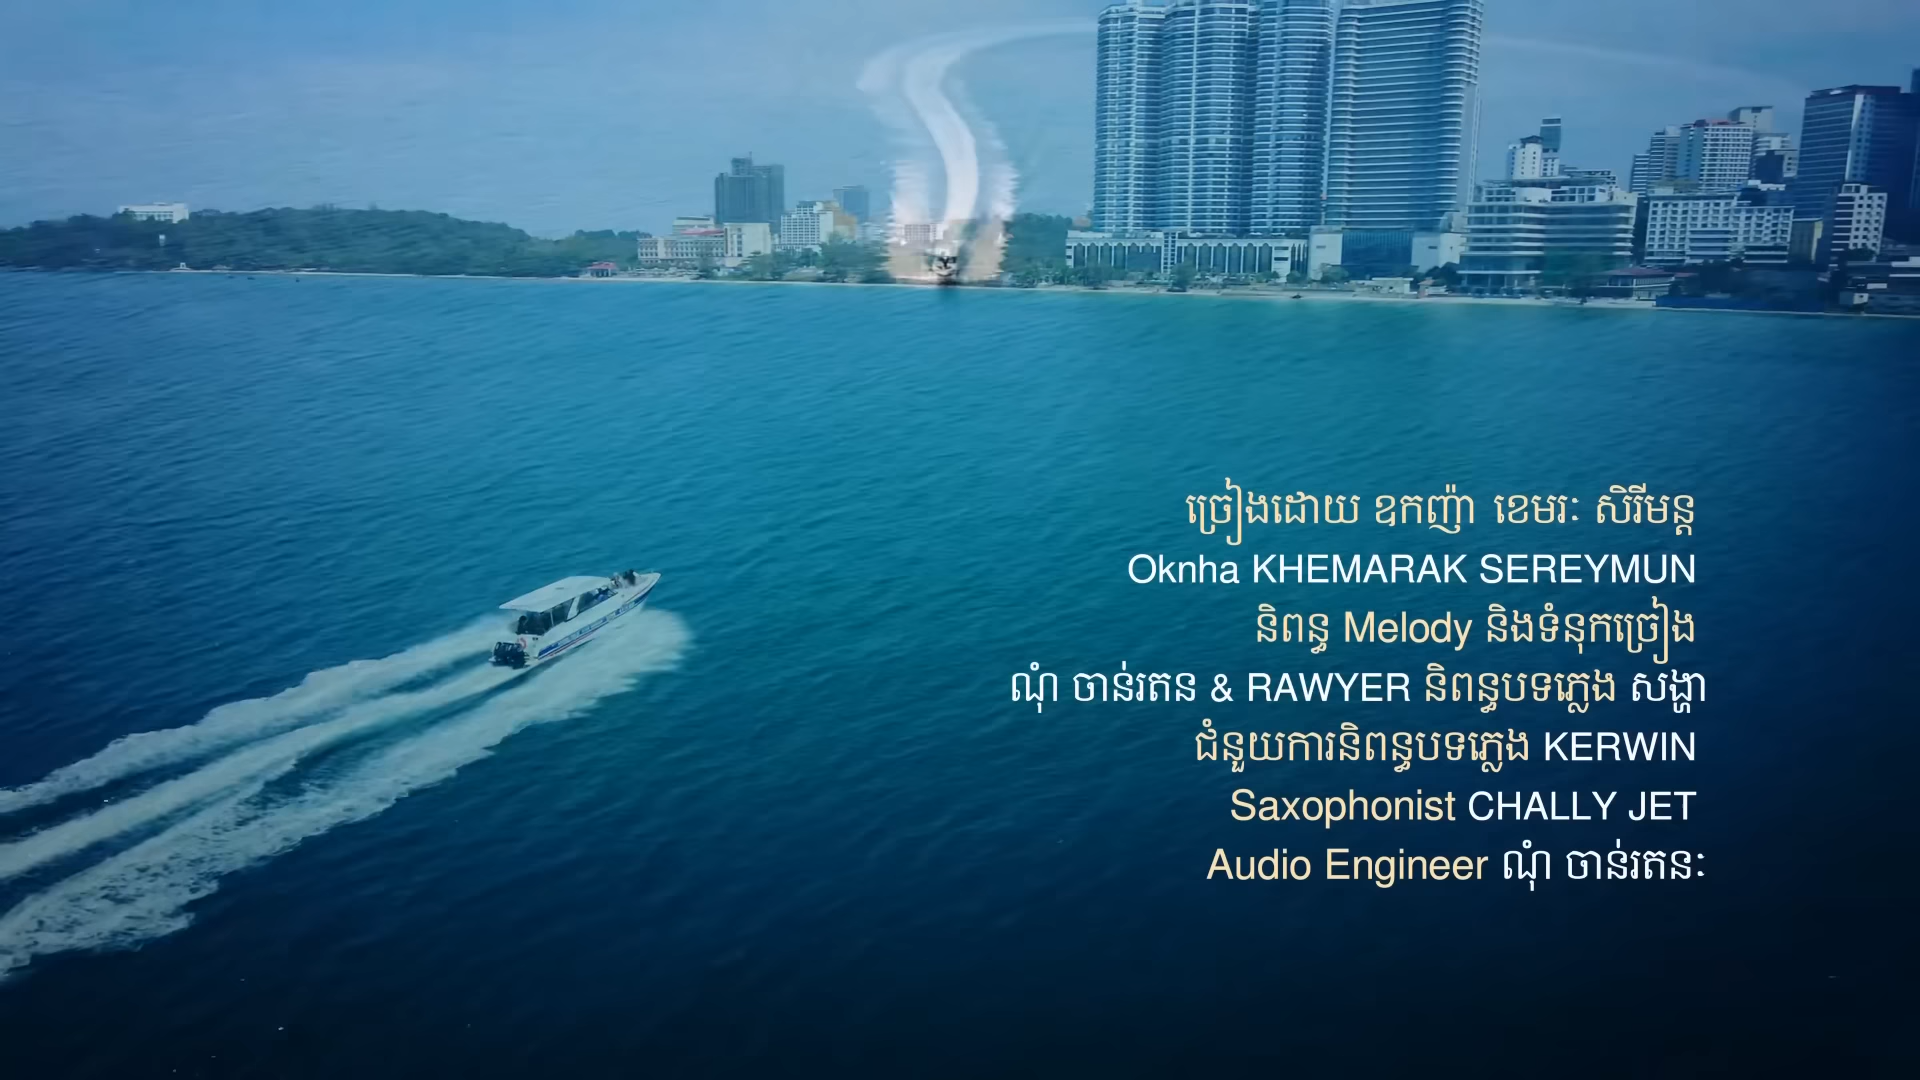 ច្រៀងដោយ ឧកញ៉ា ខេមរៈ សិរីមន្ត
Oknha KHEMARAK SEREYMUN
និពន្ធ Melody និងទំនុកច្រៀង
ណុំ ចាន់រតន & RAWYER និពន្ធបទភ្លេង សង្ហា
ជំនួយការនិពន្ធបទភ្លេង KERWIN
Saxophonist CHALLY JET
Audio Engineer ណុំ ចាន់រតនៈ